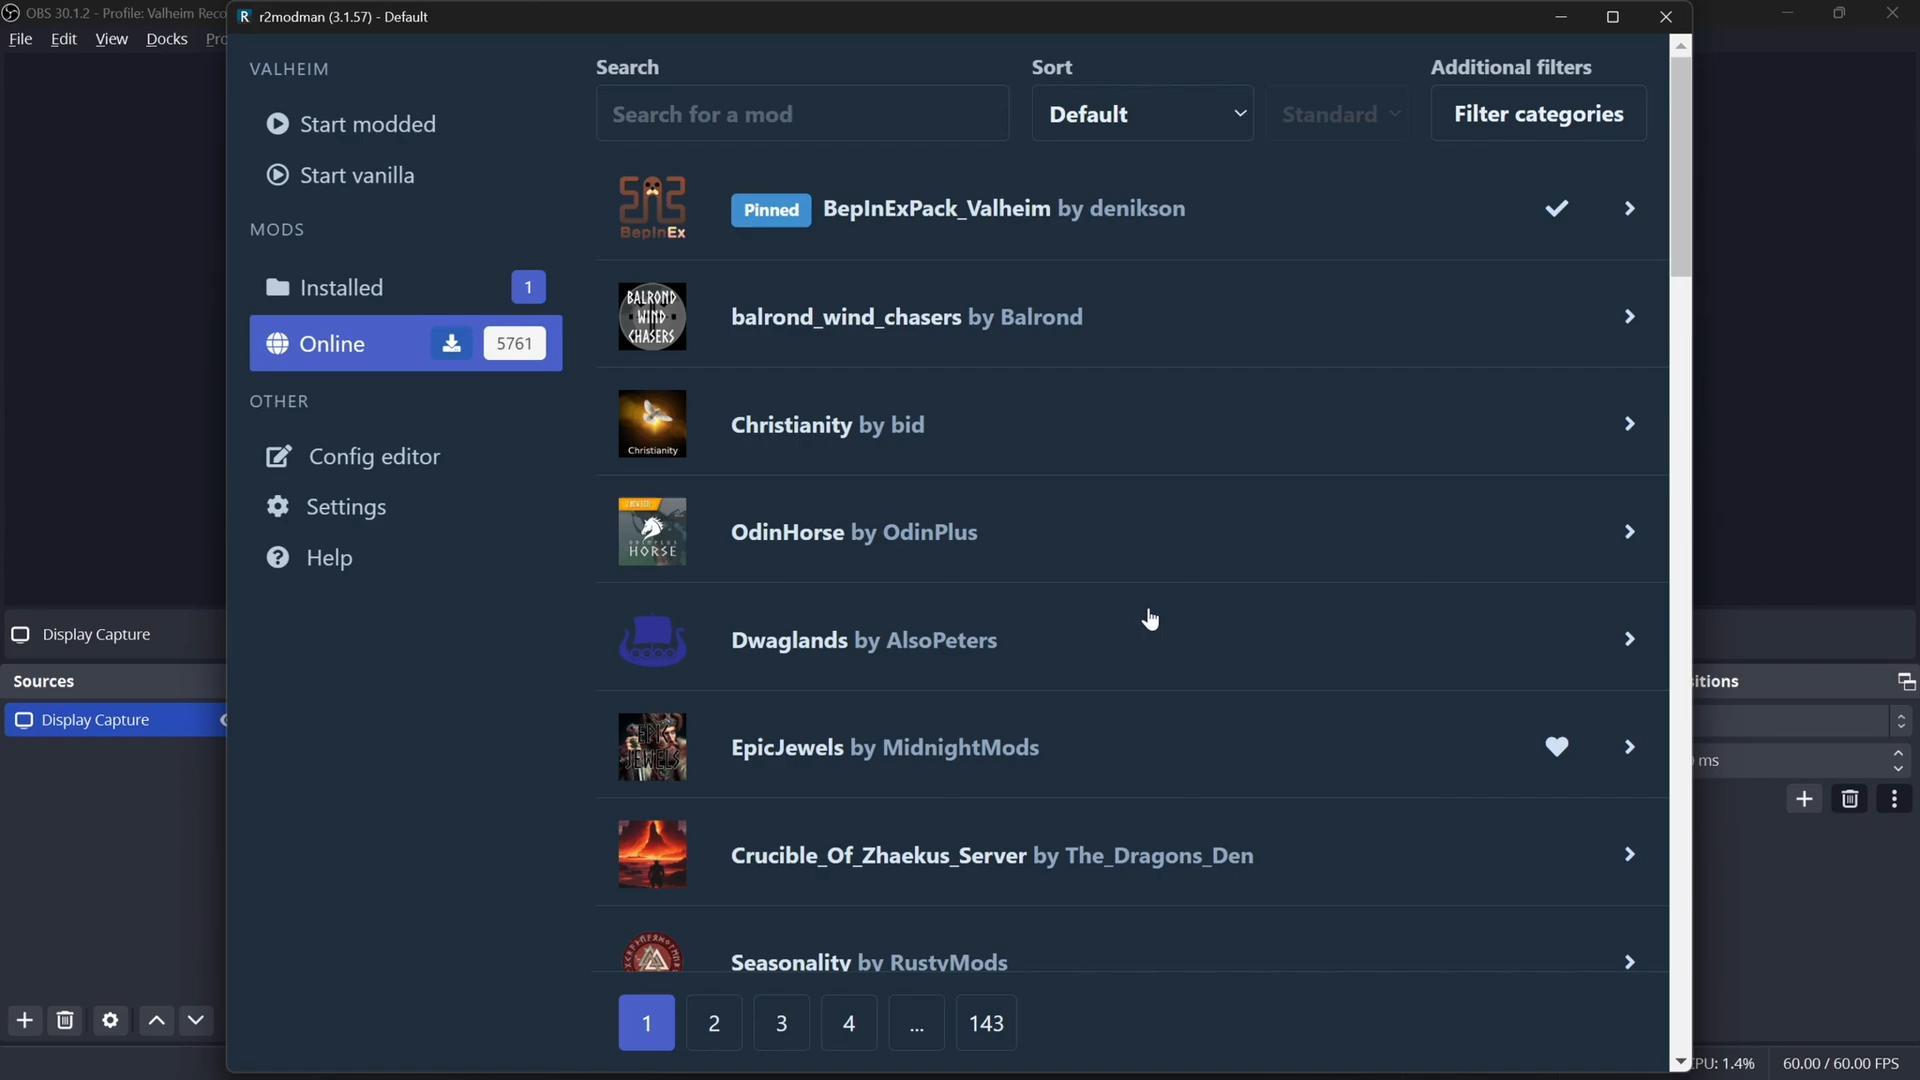 OBS 30.1.2 - Profile: Valheim Reco
File Edit View Docks Pro
r2modman (3.1.57) - Default
VALHEIM
Start modded
Start vanilla
MODS
Installed 1
Online 5761
OTHER
Config editor
Settings
Help
Search
Search for a mod
Sort
Default
Standard
Additional filters
Filter categories
BepInEx
Pinned BepInExPack_Valheim by denikson
BALROND
WIND
CHASERS
balrond_wind_chasers by Balrond
Christianity
Christianity by bid
HORSE
OdinHorse by OdinPlus
Dwaglands by AlsoPeters
EPIC
JEWELS
EpicJewels by MidnightMods
Crucible_Of_Zhaekus_Server by The_Dragons_Den
Seasonality by RustyMods
1 2 3 4 ... 143
Display Capture
Sources
Display Capture
itions
ms
CPU: 1.4% 60.00 / 60.00 FPS